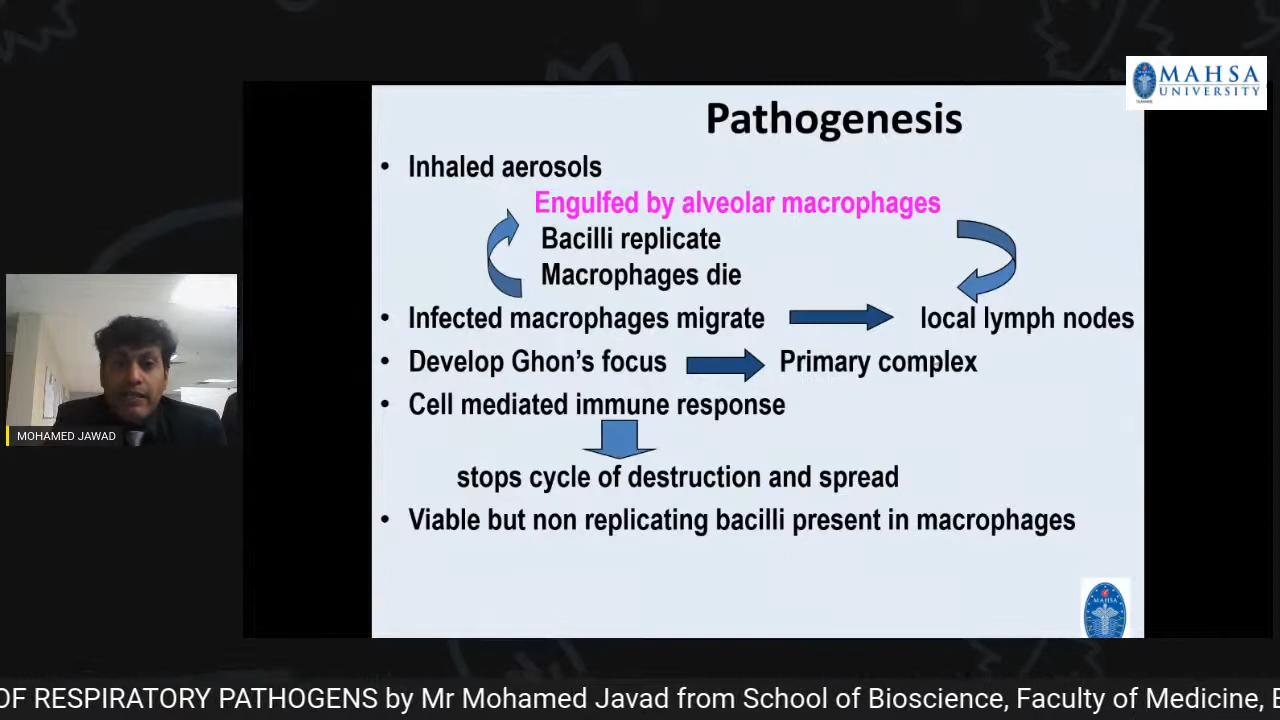 MAHSA
UNIVERSITY
Pathogenesis
• Inhaled aerosols
Engulfed by alveolar macrophages
Bacilli replicate
Macrophages die
• Infected macrophages migrate local lymph nodes
• Develop Ghon's focus Primary complex
• Cell mediated immune response
stops cycle of destruction and spread
• Viable but non replicating bacilli present in macrophages
MOHAMED JAWAD
MAHSA
OF RESPIRATORY PATHOGENS by Mr Mohamed Javad from School of Bioscience, Faculty of Medicine,